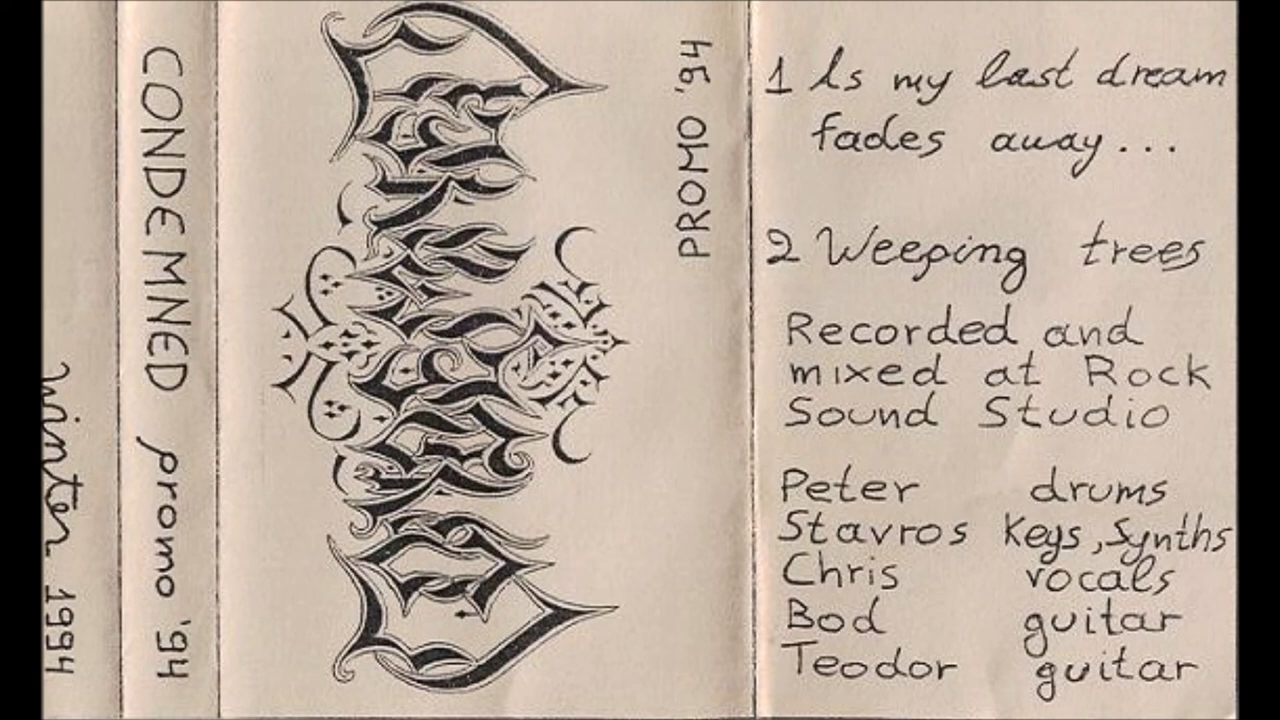 winter 1994
CONDEMNED promo '94
PROMO '94
1 As my last dream
fades away...
2 Weeping trees
Recorded and
mixed at Rock
Sound Studio
Peter drums
Stavros Keys, Synths
Chris vocals
Bod guitar
Teodor guitar